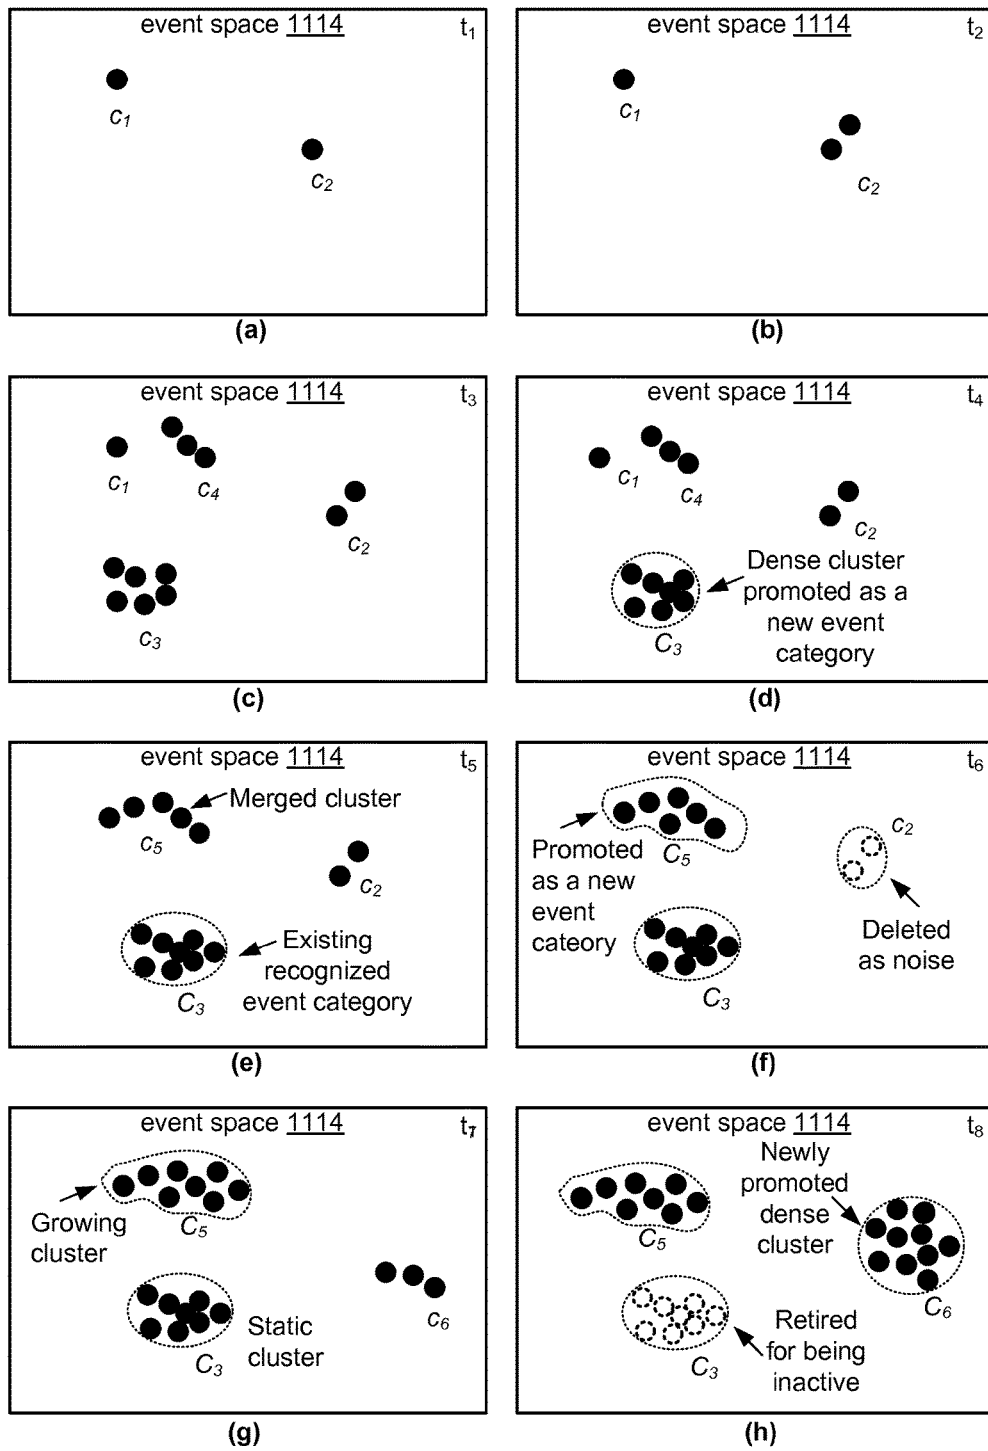 event space 1114 t1
c1
c2
(a)
event space 1114 t2
c1
c2
(b)
event space 1114 t3
c1
c4
c2
c3
(c)
event space 1114 t4
c1
c4
c2
Dense cluster
promoted as a
new event
category
C3
(d)
event space 1114 t5
Merged cluster
c5
c2
Existing
recognized
event category
C3
(e)
event space 1114 t6
c2
Promoted
as a new
event
cateory
C5
Deleted
as noise
C3
(f)
event space 1114 t7
Growing
cluster
C5
c6
Static
cluster
C3
(g)
event space 1114 t8
Newly
promoted
dense
cluster
C5
C6
Retired
for being
inactive
C3
(h)